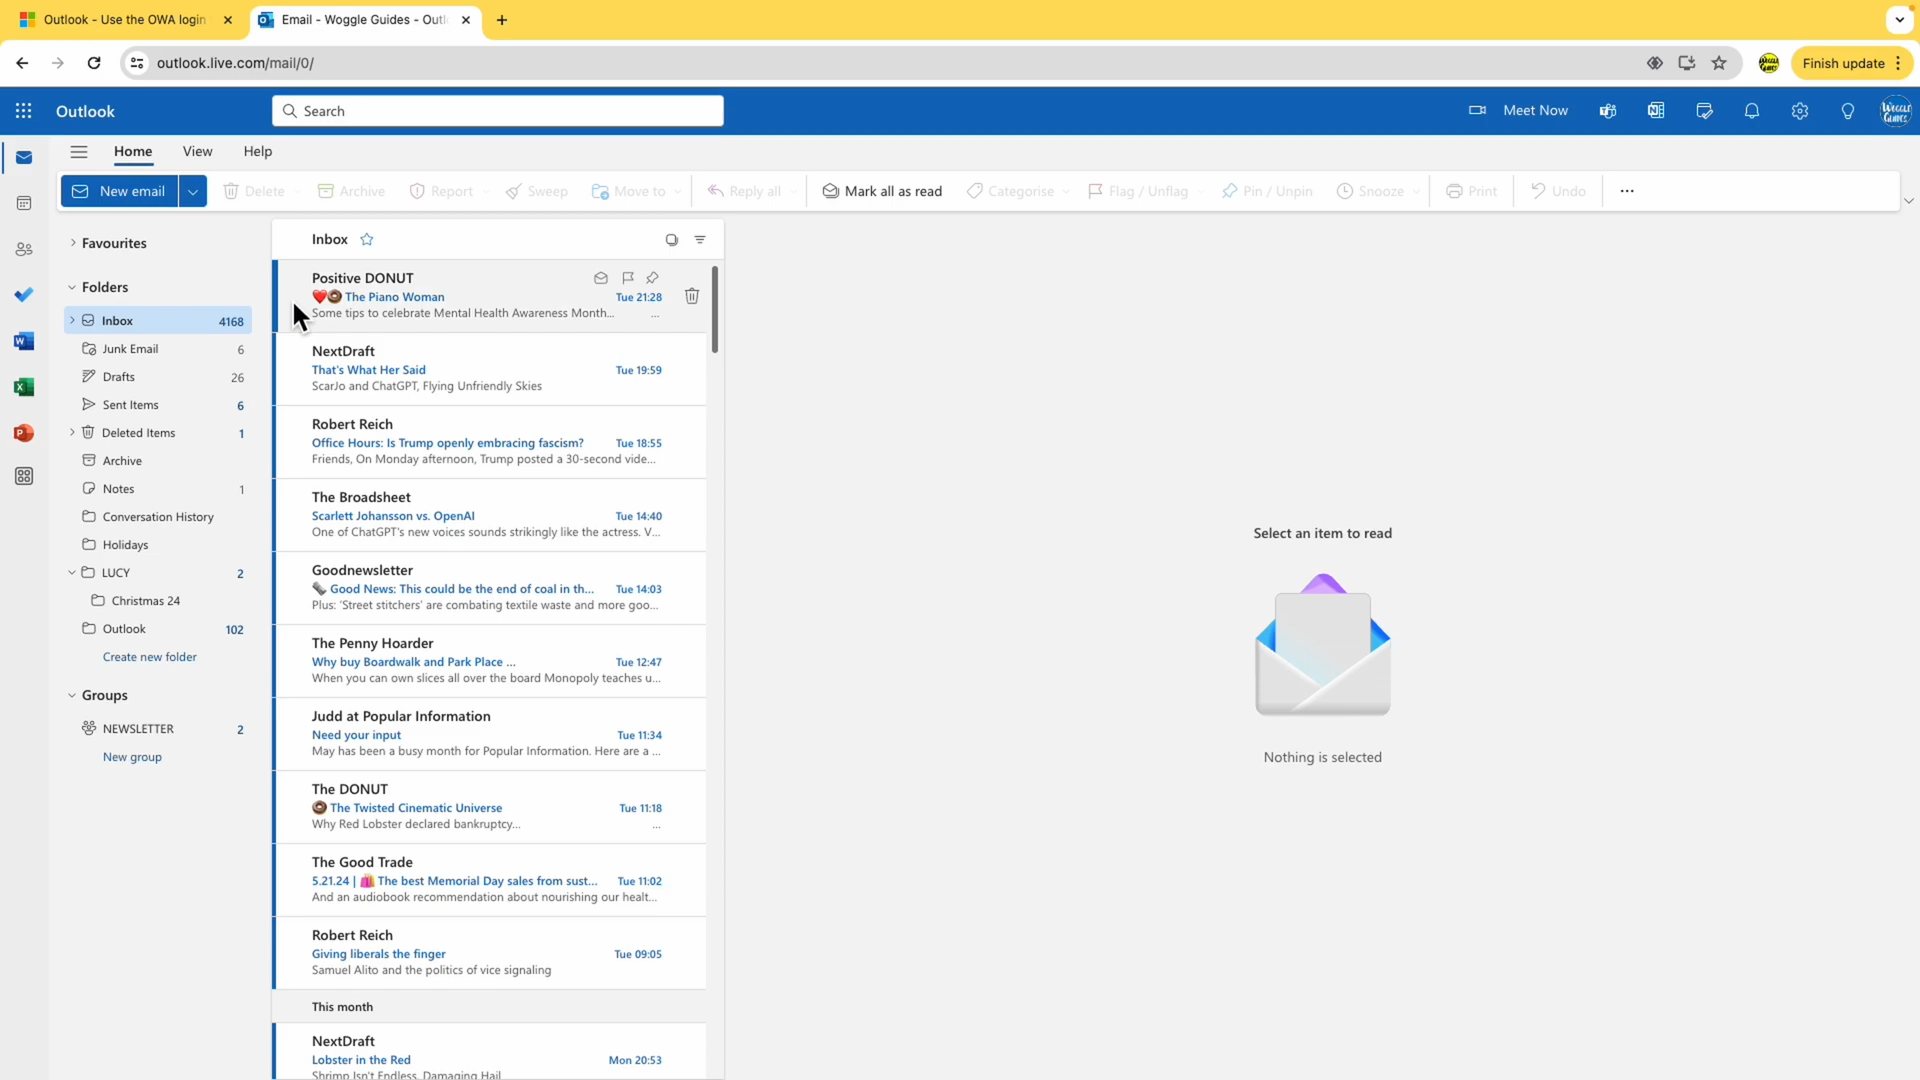 Outlook - Use the OWA login
Email - Woggle Guides - Outl
outlook.live.com/mail/0/
WOGGLE GUIDES
Finish update
Outlook
Search
Meet Now
WOGGLE GUIDES
Home View Help
New email
Delete
Archive
Report
Sweep
Move to
Reply all
Mark all as read
Categorise
Flag / Unflag
Pin / Unpin
Snooze
Print
Undo
Favourites
Folders
Inbox 4168
Junk Email 6
Drafts 26
Sent Items 6
Deleted Items 1
Archive
Notes 1
Conversation History
Holidays
LUCY 2
Christmas 24
Outlook 102
Create new folder
Groups
NEWSLETTER 2
New group
Inbox
Positive DONUT
❤️🍩 The Piano Woman Tue 21:28
Some tips to celebrate Mental Health Awareness Month... ...
NextDraft
That's What Her Said Tue 19:59
ScarJo and ChatGPT, Flying Unfriendly Skies
Robert Reich
Office Hours: Is Trump openly embracing fascism? Tue 18:55
Friends, On Monday afternoon, Trump posted a 30-second vide...
The Broadsheet
Scarlett Johansson vs. OpenAI Tue 14:40
One of ChatGPT's new voices sounds strikingly like the actress. V...
Goodnewsletter
🗞️ Good News: This could be the end of coal in th... Tue 14:03
Plus: 'Street stitchers' are combating textile waste and more goo...
The Penny Hoarder
Why buy Boardwalk and Park Place ... Tue 12:47
When you can own slices all over the board Monopoly teaches u...
Judd at Popular Information
Need your input Tue 11:34
May has been a busy month for Popular Information. Here are a ...
The DONUT
🍩 The Twisted Cinematic Universe Tue 11:18
Why Red Lobster declared bankruptcy... ...
The Good Trade
5.21.24 | 🛍️ The best Memorial Day sales from sust... Tue 11:02
And an audiobook recommendation about nourishing our healt...
Robert Reich
Giving liberals the finger Tue 09:05
Samuel Alito and the politics of vice signaling
This month
NextDraft
Lobster in the Red Mon 20:53
Shrimp Isn't Endless, Damaging Hail
Select an item to read
Nothing is selected